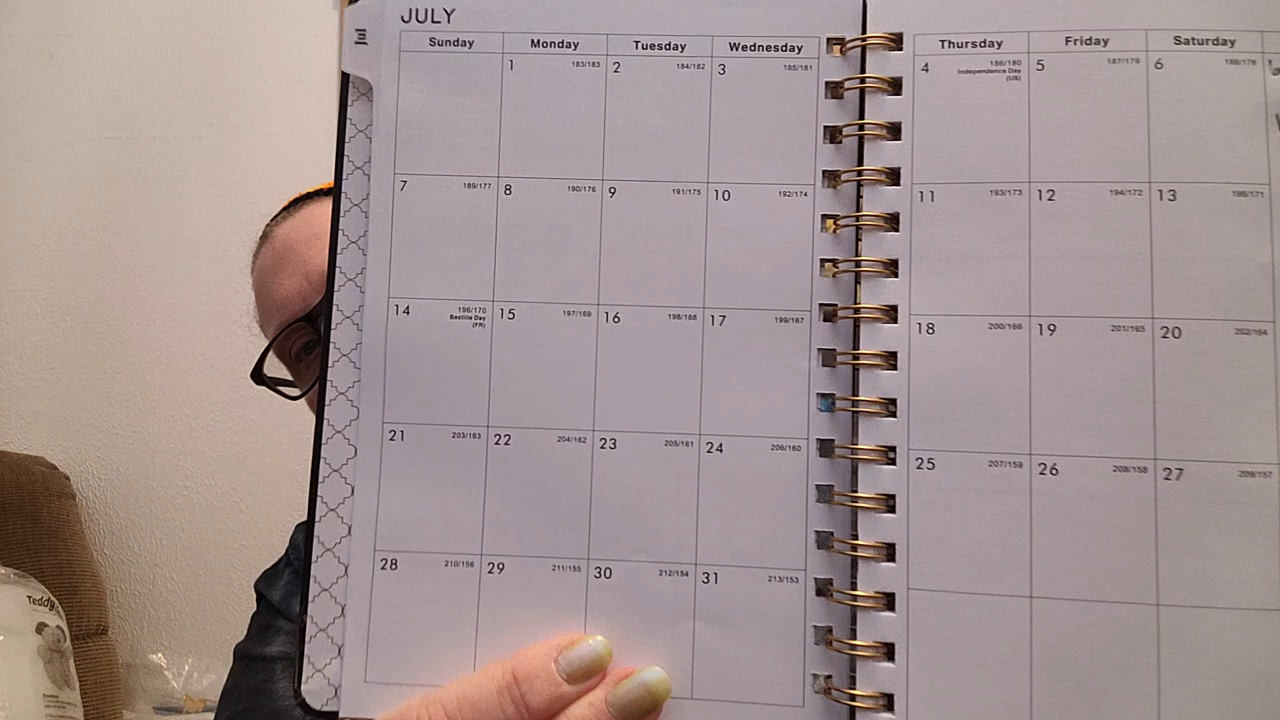 JULY
Sunday Monday Tuesday Wednesday Thursday Friday Saturday
1 183/183 2 184/182 3 185/181 4 186/180 5 187/179 6 188/178
Independence Day
(US)
7 189/177 8 190/176 9 191/175 10 192/174 11 193/173 12 194/172 13 195/171
14 196/170 15 197/169 16 198/168 17 199/167 18 200/166 19 201/165 20 202/164
Bastille Day
(FR)
21 203/163 22 204/162 23 205/161 24 206/160 25 207/159 26 208/158 27 209/157
28 210/156 29 211/155 30 212/154 31 213/153
Teddy